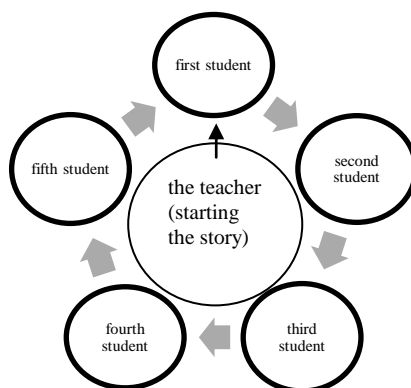 first student
second
student
third
student
fourth
student
fifth student
the teacher
(starting
the story)